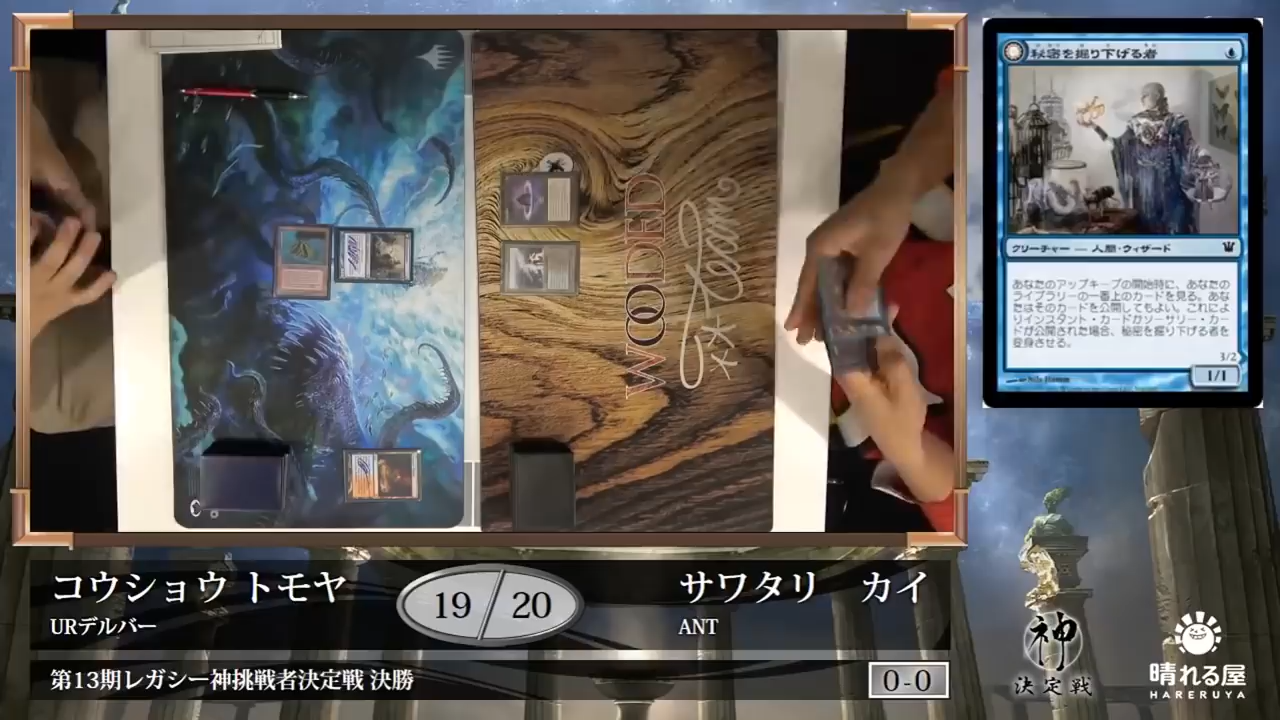 秘密を掘り下げる者
クリーチャー — 人間・ウィザード
あなたのアップキープの開始時に、あなたの
ライブラリーの一番上のカードを見る。あな
たはそのカードを公開してもよい。これによ
りインスタント・カードかソーサリー・カー
ドが公開された場合、秘密を掘り下げる者を
変身させる。
3/2
1/1
WOODED
コウショウ トモヤ
URデルバー
19/20
サワタリ カイ
ANT
第13期レガシー神挑戦者決定戦 決勝
0-0
神
決定戦
晴れる屋
HARERUYA